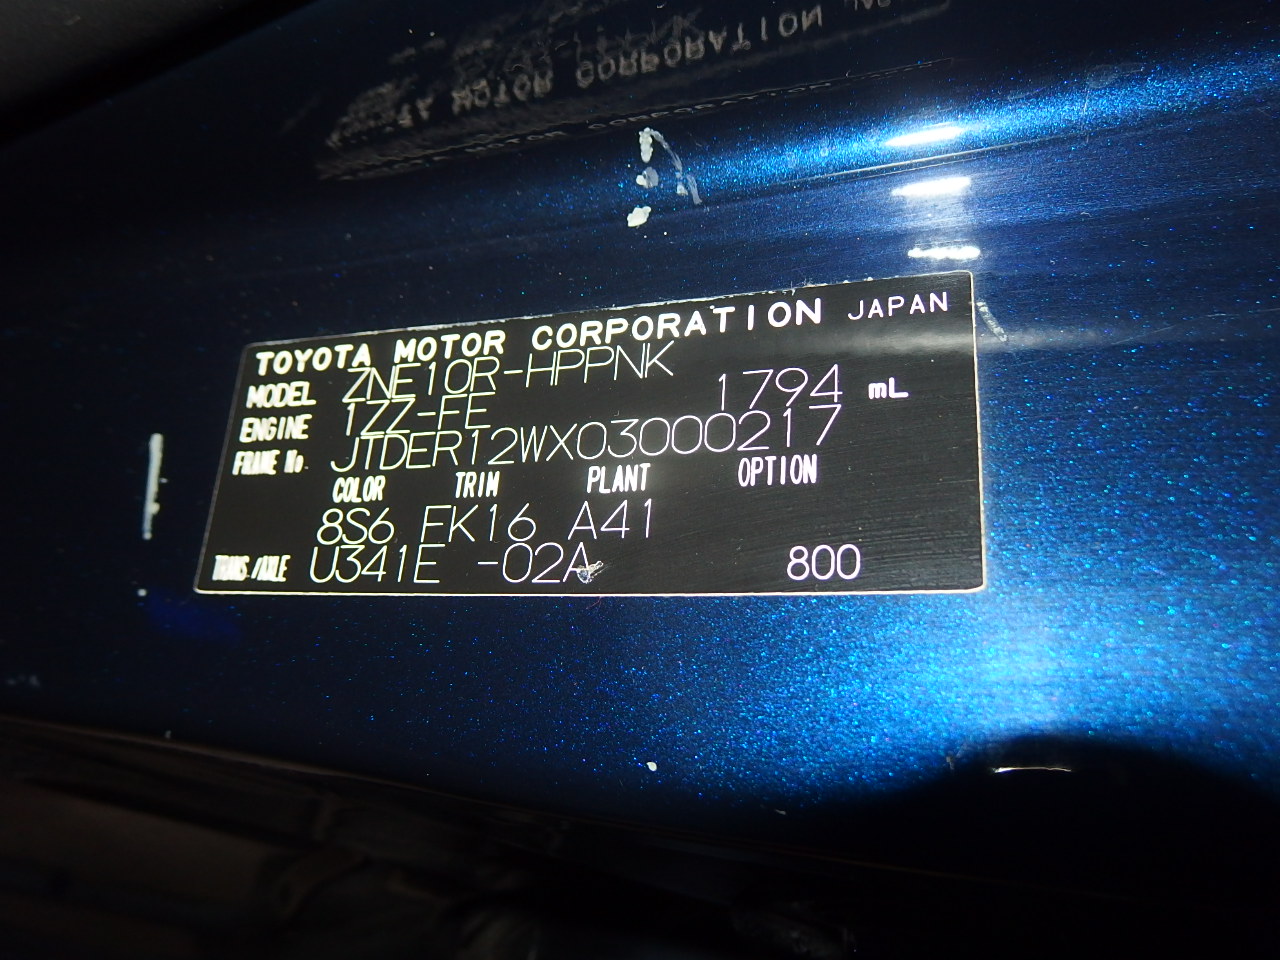 TOYOTA MOTOR CORPORATION JAPAN
MODEL ZNE10R-HPPNK
ENGINE 1ZZ-FE 1794 mL
FRAME No. JTDER12WX03000217
COLOR TRIM PLANT OPTION
8S6 FK16 A41
TRANS./AXLE U341E -02A 800